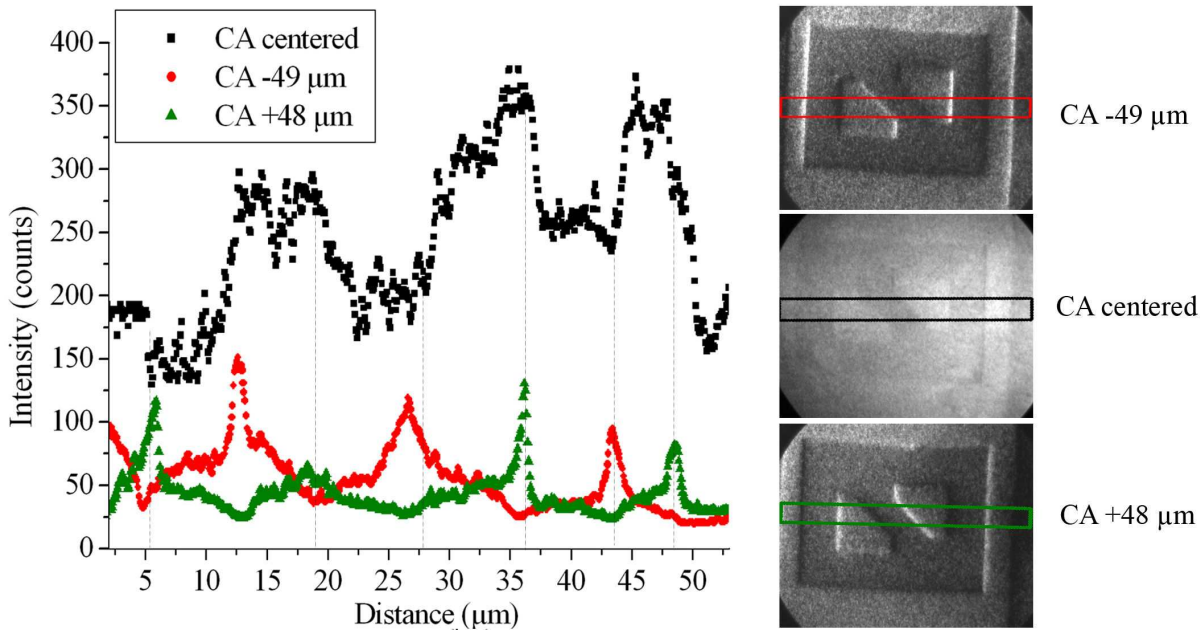 CA centered
CA -49 μm
CA +48 μm
400
350
300
250
200
150
100
50
0
Intensity (counts)
5 10 15 20 25 30 35 40 45 50
Distance (μm)
CA -49 μm
CA centered
CA +48 μm